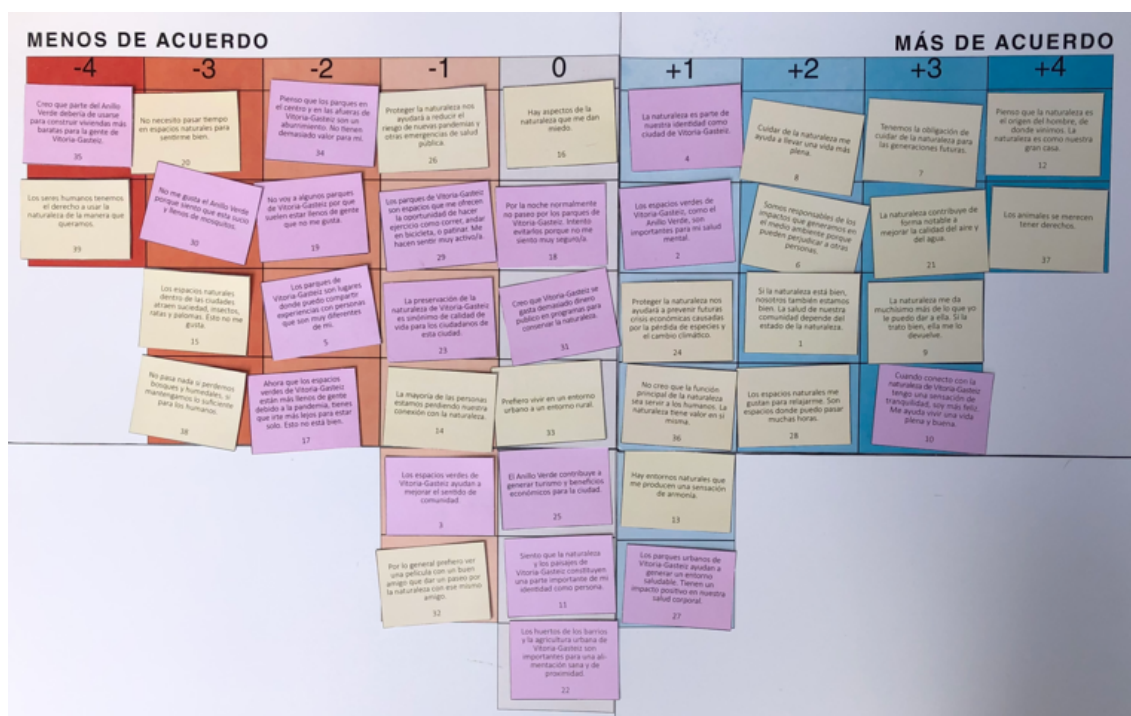 MENOS DE ACUERDO
MÁS DE ACUERDO
-4
-3
-2
-1
0
+1
+2
+3
+4
Creo que parte del Anillo
Verde debería de usarse
para construir viviendas más
baratas para la gente de
Vitoria-Gasteiz.
35
Los seres humanos tenemos
el derecho a usar la
naturaleza de la manera que
queramos.
39
No necesito pasar tiempo
en espacios naturales para
sentirme bien.
20
No me gusta el Anillo Verde
porque siento que esta sucio
y llenos de mosquitos.
30
Los espacios naturales
dentro de las ciudades
atraen suciedad, insectos,
ratas y palomas. Esto no me
gusta.
15
No pasa nada si perdemos
bosques y humedales, si
mantengamos lo suficiente
para los humanos.
38
Pienso que los parques en
el centro y en las afueras de
Vitoria-Gasteiz son un
aburrimiento. No tienen
demasiado valor para mi.
34
No voy a algunos parques
de Vitoria-Gasteiz por que
suelen estar llenos de gente
que no me gusta.
19
Los parques de
Vitoria-Gasteiz son lugares
donde puedo compartir
experiencias con personas
que son muy diferentes
de mi.
5
Ahora que los espacios
verdes de Vitoria-Gasteiz
están más llenos de gente
debido a la pandemia, tienes
que irte más lejos para estar
solo. Esto no está bien.
17
Proteger la naturaleza nos
ayudará a reducir el
riesgo de nuevas pandemias y
otras emergencias de salud
pública.
26
Los parques de Vitoria-Gasteiz
son espacios que me ofrecen
la oportunidad de hacer
ejercicio como correr, andar
en bicicleta, o patinar. Me
hacen sentir muy activo/a.
29
La preservación de la
naturaleza de Vitoria-Gasteiz
es sinónimo de calidad de
vida para los ciudadanos de
esta ciudad.
23
La mayoría de las personas
estamos perdiendo nuestra
conexión con la naturaleza.
14
Los espacios verdes de
Vitoria-Gasteiz ayudan a
mejorar el sentido de
comunidad.
3
Por lo general prefiero ver
una película con un buen
amigo que dar un paseo por
la naturaleza con ese mismo
amigo.
32
Hay aspectos de la
naturaleza que me dan
miedo.
16
Por la noche normalmente
no paseo por los parques
de Vitoria-Gasteiz. Intento
evitarlos porque no me
siento muy seguro/a.
18
Creo que Vitoria-Gasteiz se
gasta demasiado dinero
publico en programas para
conservar la naturaleza.
31
Prefiero vivir en un entorno
urbano a un entorno rural.
33
El Anillo Verde contribuye a
generar turismo y beneficios
económicos para la ciudad.
25
Siento que la naturaleza
y los paisajes de
Vitoria-Gasteiz constituyen
una parte importante de mi
identidad como persona.
11
Los huertos de los barrios
y la agricultura urbana de
Vitoria-Gasteiz son
importantes para una ali-
mentación sana y de
proximidad.
22
La naturaleza es parte de
nuestra identidad como
ciudad de Vitoria-Gasteiz.
4
Los espacios verdes de
Vitoria-Gasteiz, como el
Anillo Verde, son
importantes para mi salud
mental.
2
Proteger la naturaleza nos
ayudará a prevenir futuras
crisis económicas causadas
por la pérdida de especies y
el cambio climático.
24
No creo que la función
principal de la naturaleza
sea servir a los humanos. La
naturaleza tiene valor en si
misma.
36
Hay entornos naturales que
me producen una sensación
de armonía.
13
Los parques urbanos de
Vitoria-Gasteiz ayudan a
generar un entorno
saludable. Tienen un
impacto positivo en nuestra
salud corporal.
27
Cuidar de la naturaleza me
ayuda a llevar una vida más
plena.
8
Somos responsables de los
impactos que generamos en
el medio ambiente porque
pueden perjudicar a otras
personas.
6
Si la naturaleza está bien,
nosotros también estamos
bien. La salud de nuestra
comunidad depende del
estado de la naturaleza.
1
Los espacios naturales me
gustan para relajarme. Son
espacios donde puedo pasar
muchas horas.
28
Tenemos la obligación de
cuidar de la naturaleza para
las generaciones futuras.
7
La naturaleza contribuye de
forma notable a
mejorar la calidad del aire y
del agua.
21
La naturaleza me da
muchísimo más de lo que yo
le puedo dar a ella. Si la
trato bien, ella me lo
devuelve.
9
Cuando conecto con la
naturaleza de Vitoria-Gasteiz
tengo una sensación de
tranquilidad, soy más feliz.
Me ayuda vivir una vida
plena y buena.
10
Pienso que la naturaleza es
el origen del hombre, de
donde vinimos. La
naturaleza es como nuestra
gran casa.
12
Los animales se merecen
tener derechos.
37